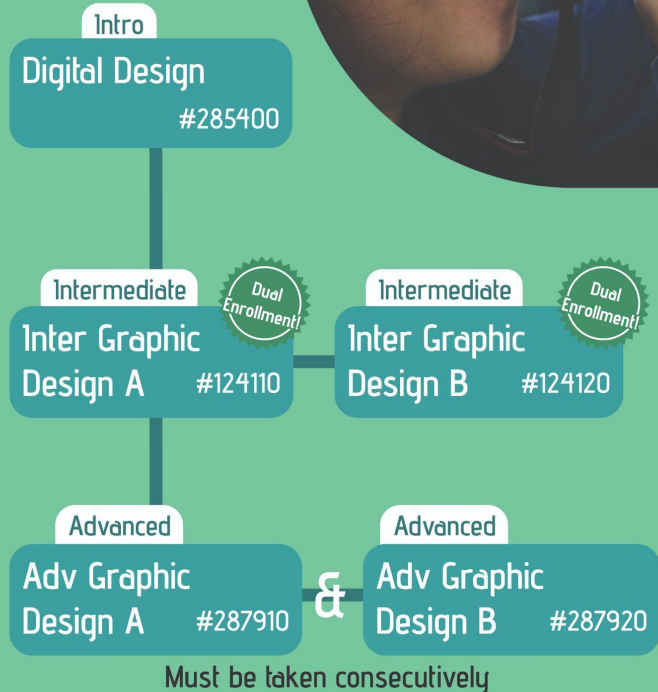 Intro
Digital Design
#285400
Intermediate
Dual
Enrollment!
Inter Graphic
Design A #124110
Intermediate
Dual
Enrollment!
Inter Graphic
Design B #124120
Advanced
Adv Graphic
Design A #287910
&
Advanced
Adv Graphic
Design B #287920
Must be taken consecutively